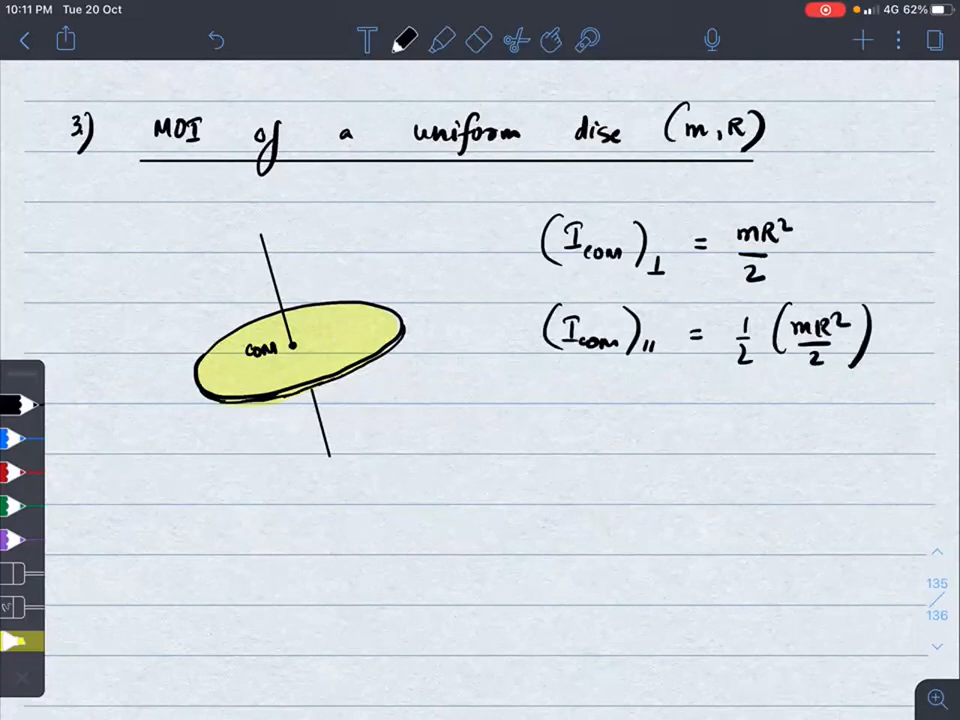 10:11 PM Tue 20 Oct 4G 62%
3.) MOI of a uniform disc (m, R)
(I_com)_⊥ = mR²/2
(I_com)_∥ = 1/2 (mR²/2)
com
135
/
136